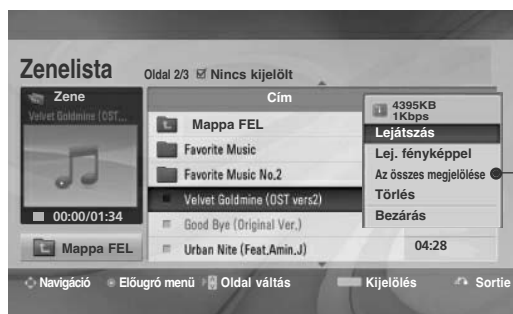 Zenelista
Oldal 2/3 Nincs kijelölt
Zene
Velvet Goldmine (OST...
00:00/01:34
Mappa FEL
Cím
Mappa FEL
Favorite Music
Favorite Music No.2
Velvet Goldmine (OST vers2)
Good Bye (Original Ver.)
Urban Nite (Feat.Amin.J)
04:28
4395KB
1Kbps
Lejátszás
Lej. fényképpel
Az összes megjelölése
Törlés
Bezárás
Navigáció Előugró menü Oldal váltás Kijelölés Sortie